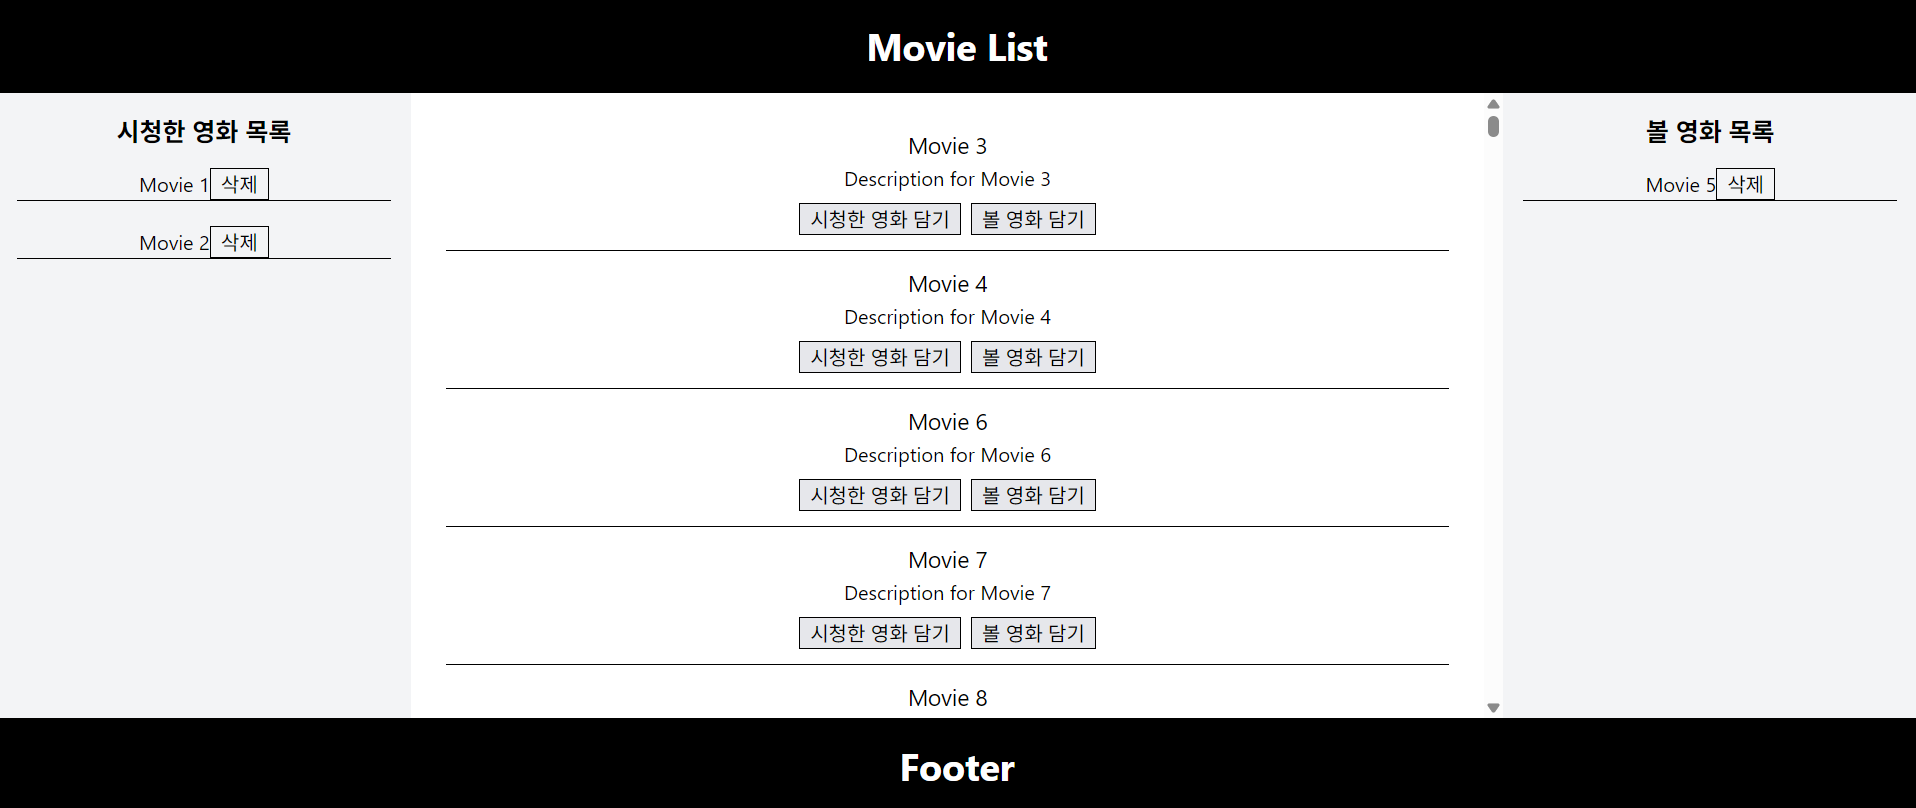 Movie List
시청한 영화 목록
Movie 1 삭제
Movie 2 삭제
Movie 3
Description for Movie 3
시청한 영화 담기 볼 영화 담기
Movie 4
Description for Movie 4
시청한 영화 담기 볼 영화 담기
Movie 6
Description for Movie 6
시청한 영화 담기 볼 영화 담기
Movie 7
Description for Movie 7
시청한 영화 담기 볼 영화 담기
Movie 8
볼 영화 목록
Movie 5 삭제
Footer